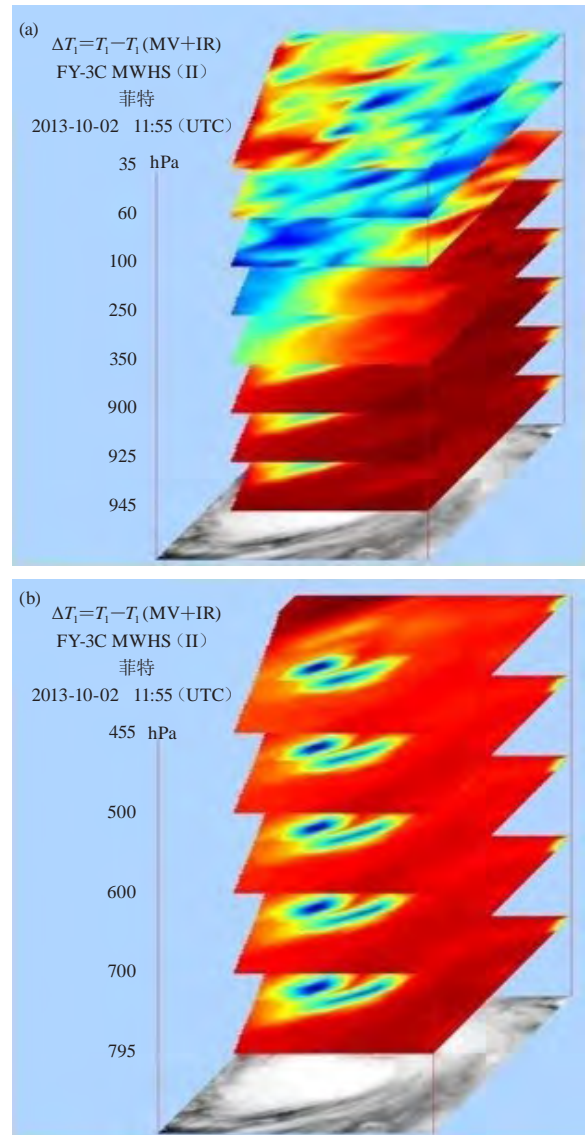 (a)
ΔT₁=T₁−T₁(MV+IR)
FY-3C MWHS（II）
菲特
2013-10-02 11:55（UTC）
35 hPa
60
100
250
350
900
925
945
(b)
ΔT₁=T₁−T₁(MV+IR)
FY-3C MWHS（II）
菲特
2013-10-02 11:55（UTC）
455 hPa
500
600
700
795